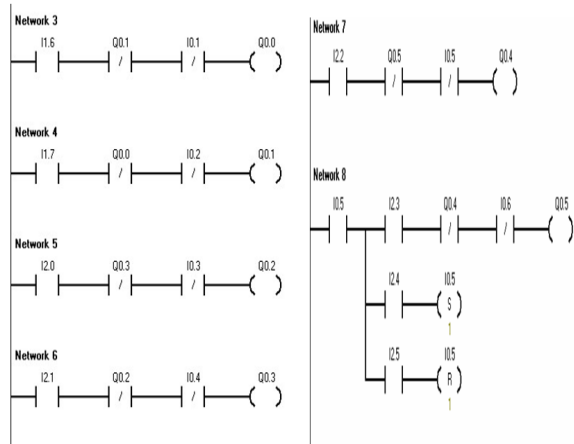 Network 3
I1.6 Q0.1 I0.1 Q0.0
/ /
Network 4
I1.7 Q0.0 I0.2 Q0.1
/ /
Network 5
I2.0 Q0.3 I0.3 Q0.2
/ /
Network 6
I2.1 Q0.2 I0.4 Q0.3
/ /
Network 7
I2.2 Q0.5 I0.5 Q0.4
/ /
Network 8
I0.5 I2.3 Q0.4 I0.6 Q0.5
/ /
I2.4 I0.5
S
1
I2.5 I0.5
R
1